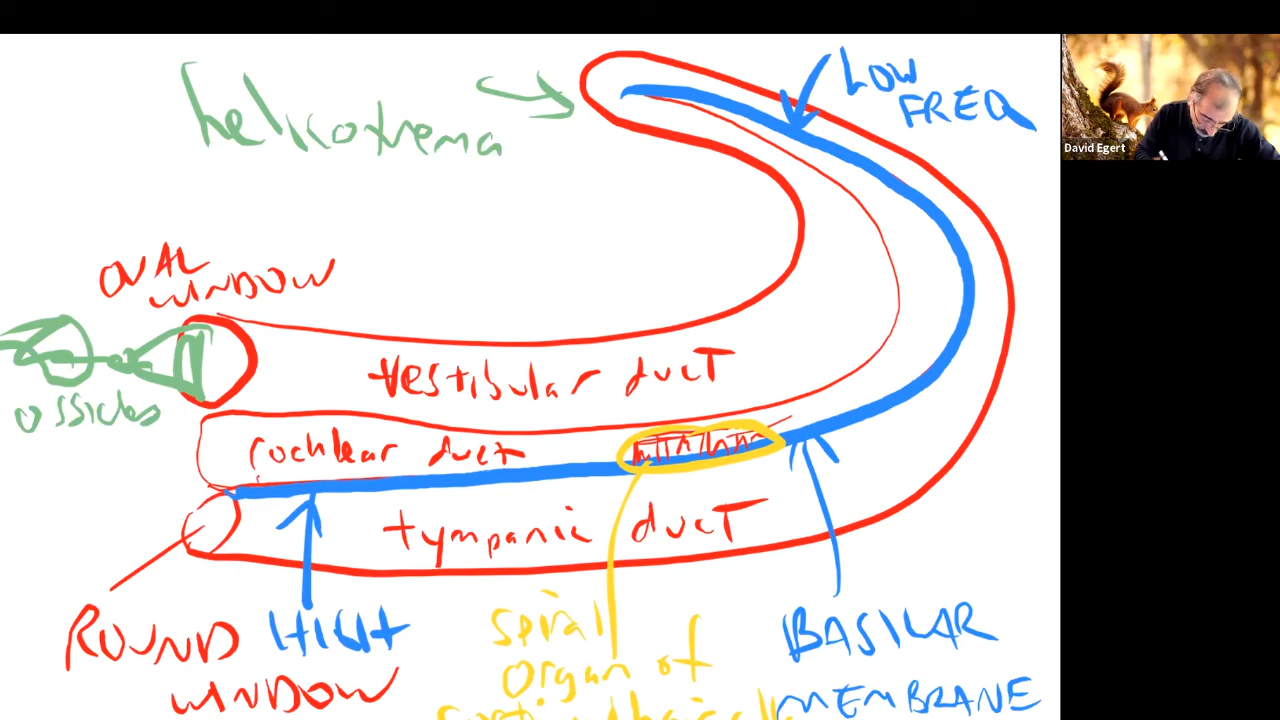 helicotrema
LOW
FREQ
David Egert
OVAL
WINDOW
ossicles
vestibular duct
cochlear duct
tympanic duct
ROUND
WINDOW
HIGH
spiral
organ of
BASILAR
MEMBRANE